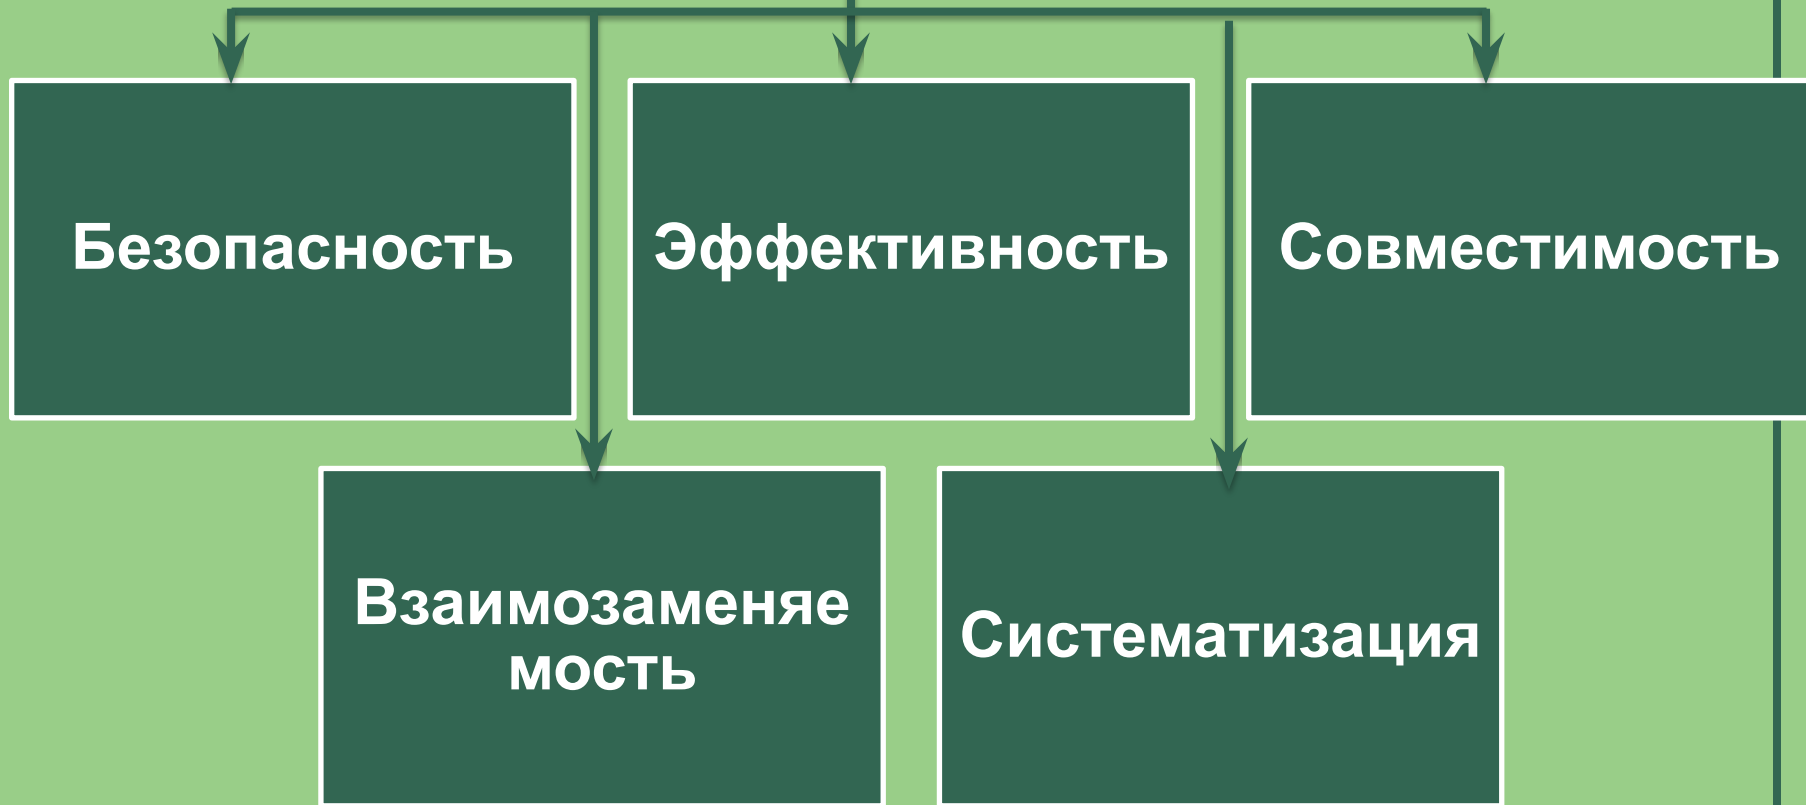 Безопасность
Эффективность
Совместимость
Взаимозаменяе
мость
Систематизация